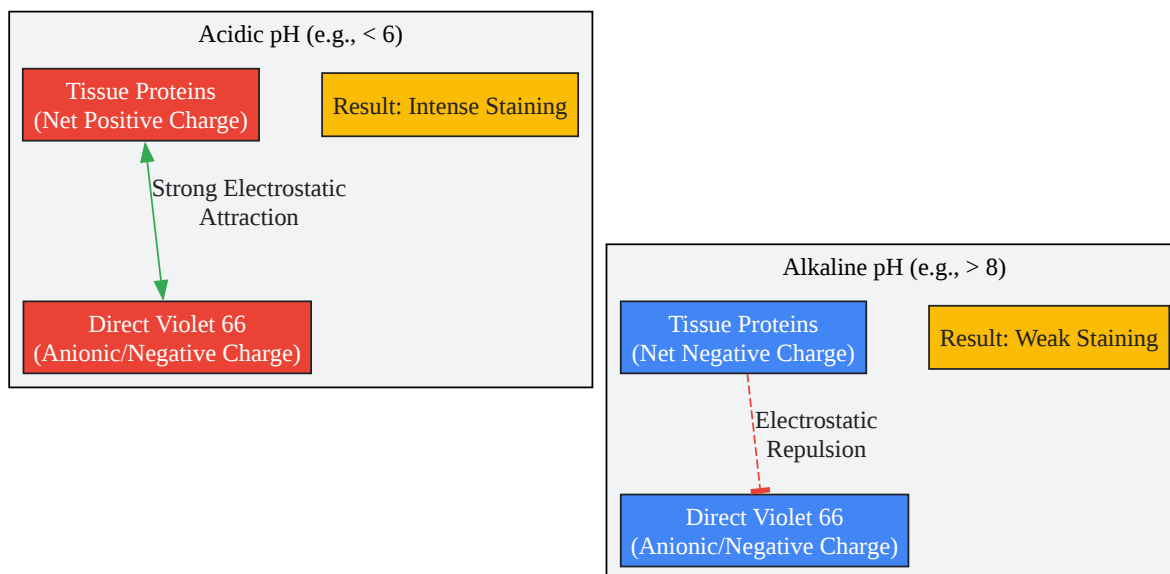 Acidic pH (e.g., < 6)
Tissue Proteins
(Net Positive Charge)
Result: Intense Staining
Strong Electrostatic
Attraction
Direct Violet 66
(Anionic/Negative Charge)
Alkaline pH (e.g., > 8)
Tissue Proteins
(Net Negative Charge)
Result: Weak Staining
Electrostatic
Repulsion
Direct Violet 66
(Anionic/Negative Charge)